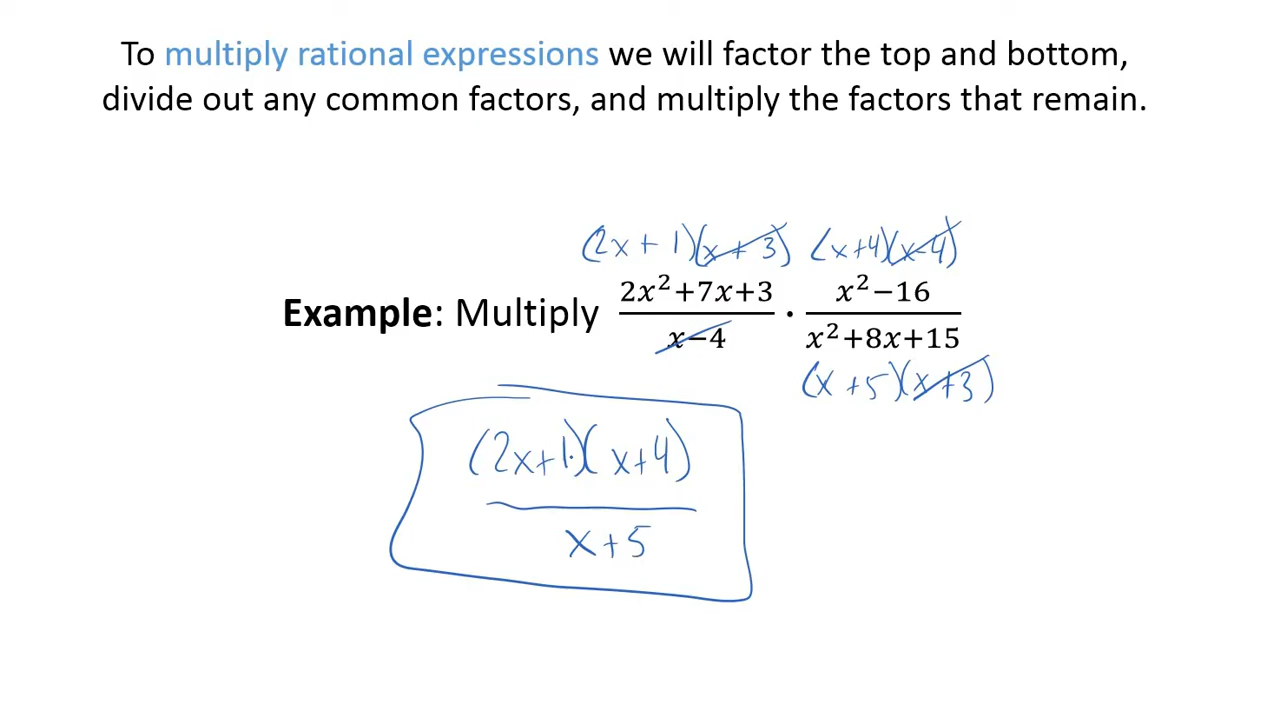 To multiply rational expressions we will factor the top and bottom,
divide out any common factors, and multiply the factors that remain.
(2x+1)(x+3) (x+4)(x-4)
Example: Multiply 2x²+7x+3 / x−4 · x²−16 / x²+8x+15
(x+5)(x+3)
(2x+1)(x+4)
x+5